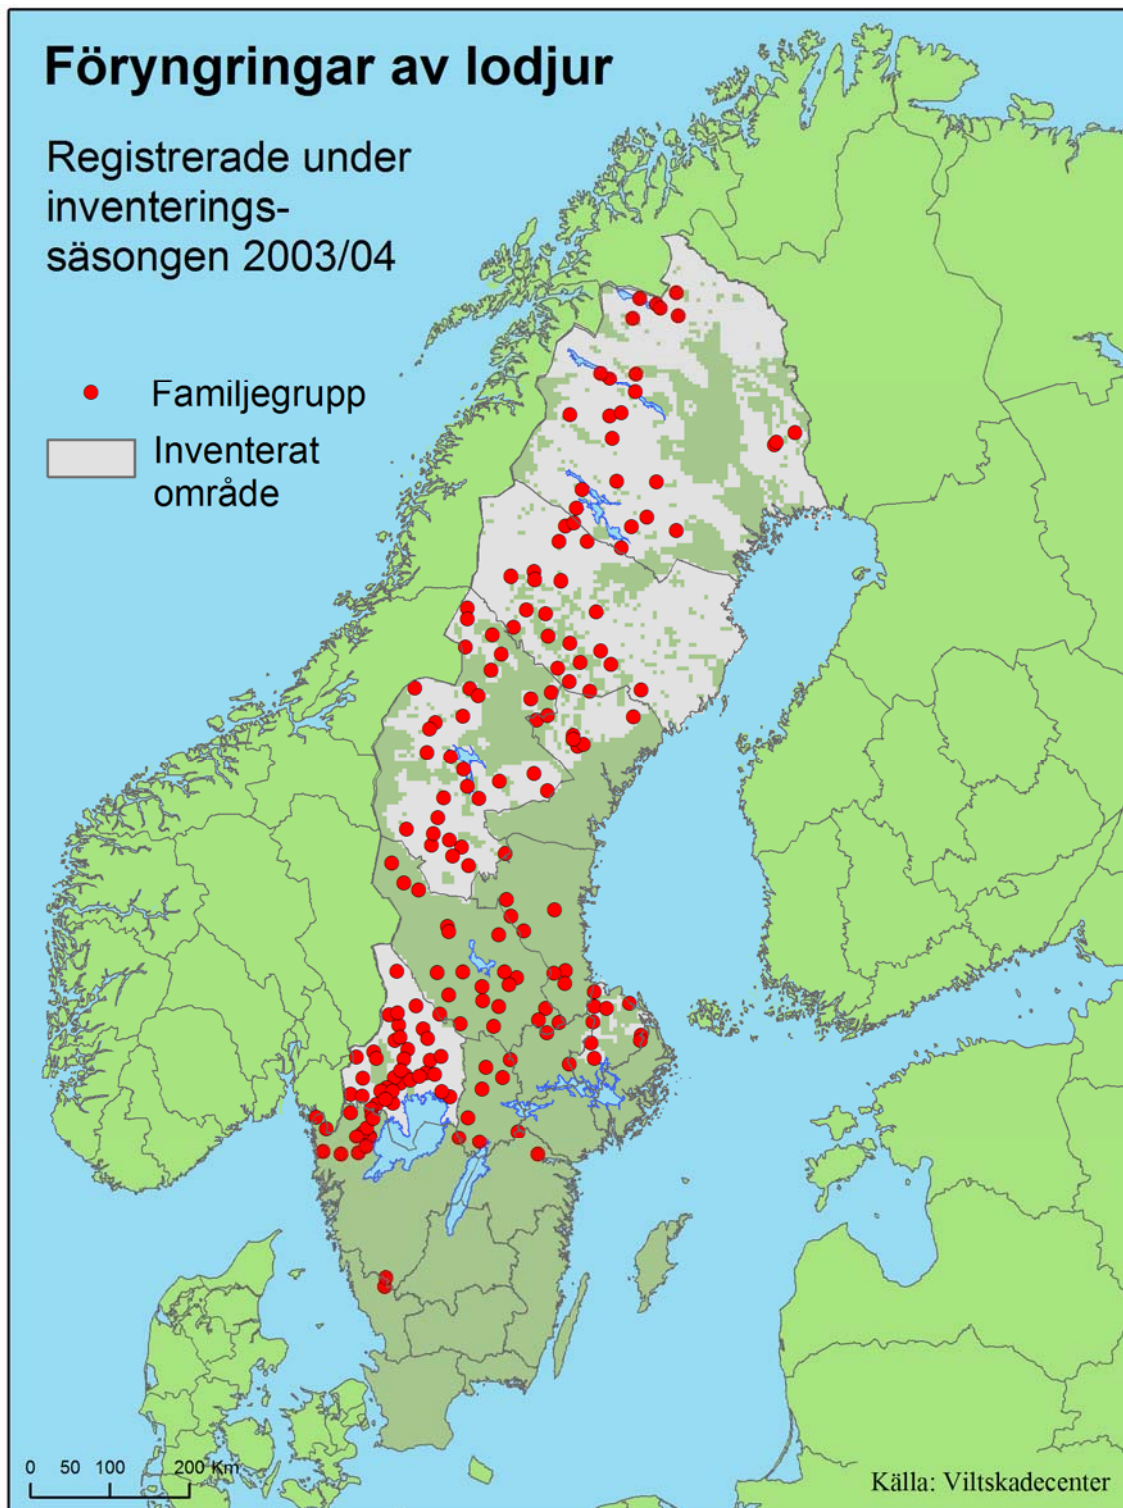 Föryngringar av lodjur
Registrerade under
inventerings-
säsongen 2003/04
Familjegrupp
Inventerat
område
0 50 100 200 Km
Källa: Viltskadecenter